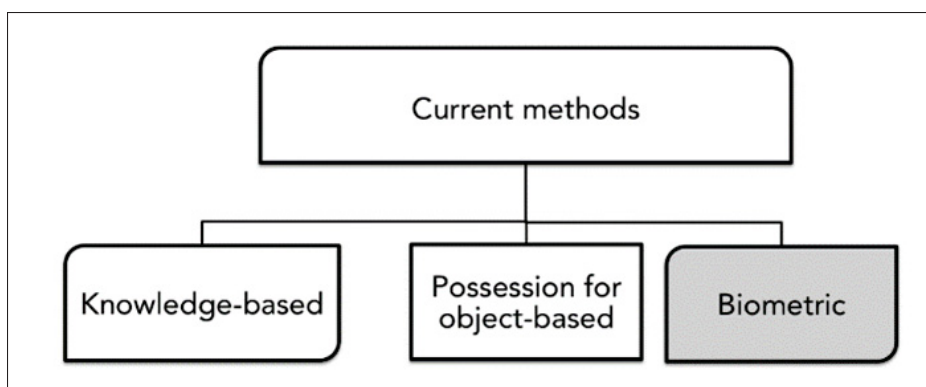 Current methods
Knowledge-based
Possession for
object-based
Biometric